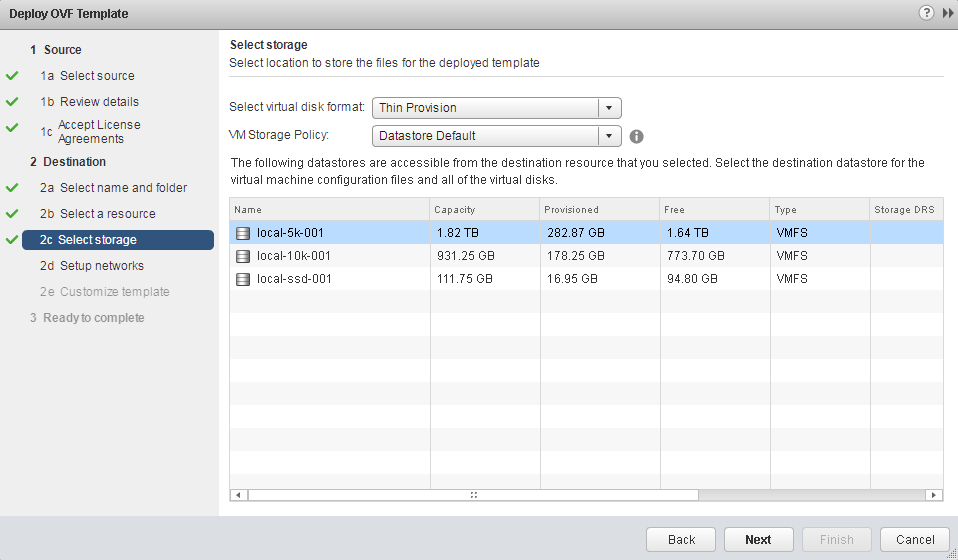 Deploy OVF Template
?
1 Source
1a Select source
1b Review details
1c Accept License
Agreements
2 Destination
2a Select name and folder
2b Select a resource
2c Select storage
2d Setup networks
2e Customize template
3 Ready to complete
Select storage
Select location to store the files for the deployed template
Select virtual disk format: Thin Provision
VM Storage Policy: Datastore Default
The following datastores are accessible from the destination resource that you selected. Select the destination datastore for the
virtual machine configuration files and all of the virtual disks.
Name Capacity Provisioned Free Type Storage DRS
local-5k-001 1.82 TB 282.87 GB 1.64 TB VMFS
local-10k-001 931.25 GB 178.25 GB 773.70 GB VMFS
local-ssd-001 111.75 GB 16.95 GB 94.80 GB VMFS
Back Next Finish Cancel